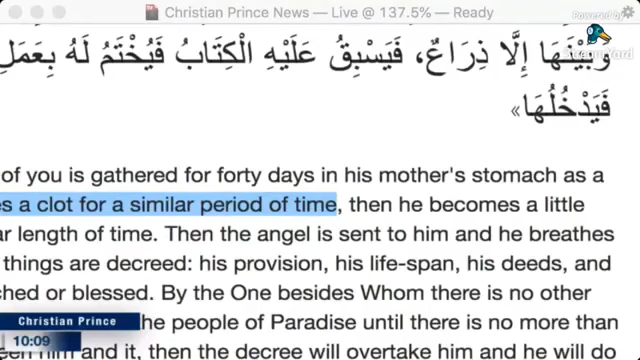 Christian Prince News — Live @ 137.5% — Ready
Powered by
StreamYard
وَبَيْنَهَا إِلَّا ذِرَاعٌ، فَيَسْبِقُ عَلَيْهِ الْكِتَابُ فَيُخْتَمُ لَهُ بِعَمَلِ
فَيَدْخُلُهَا»
of you is gathered for forty days in his mother's stomach as a
es a clot for a similar period of time, then he becomes a little
ar length of time. Then the angel is sent to him and he breathes
things are decreed: his provision, his life-span, his deeds, and
ched or blessed. By the One besides Whom there is no other
Christian Prince
he people of Paradise until there is no more than
10:09
een him and it, then the decree will overtake him and he will do